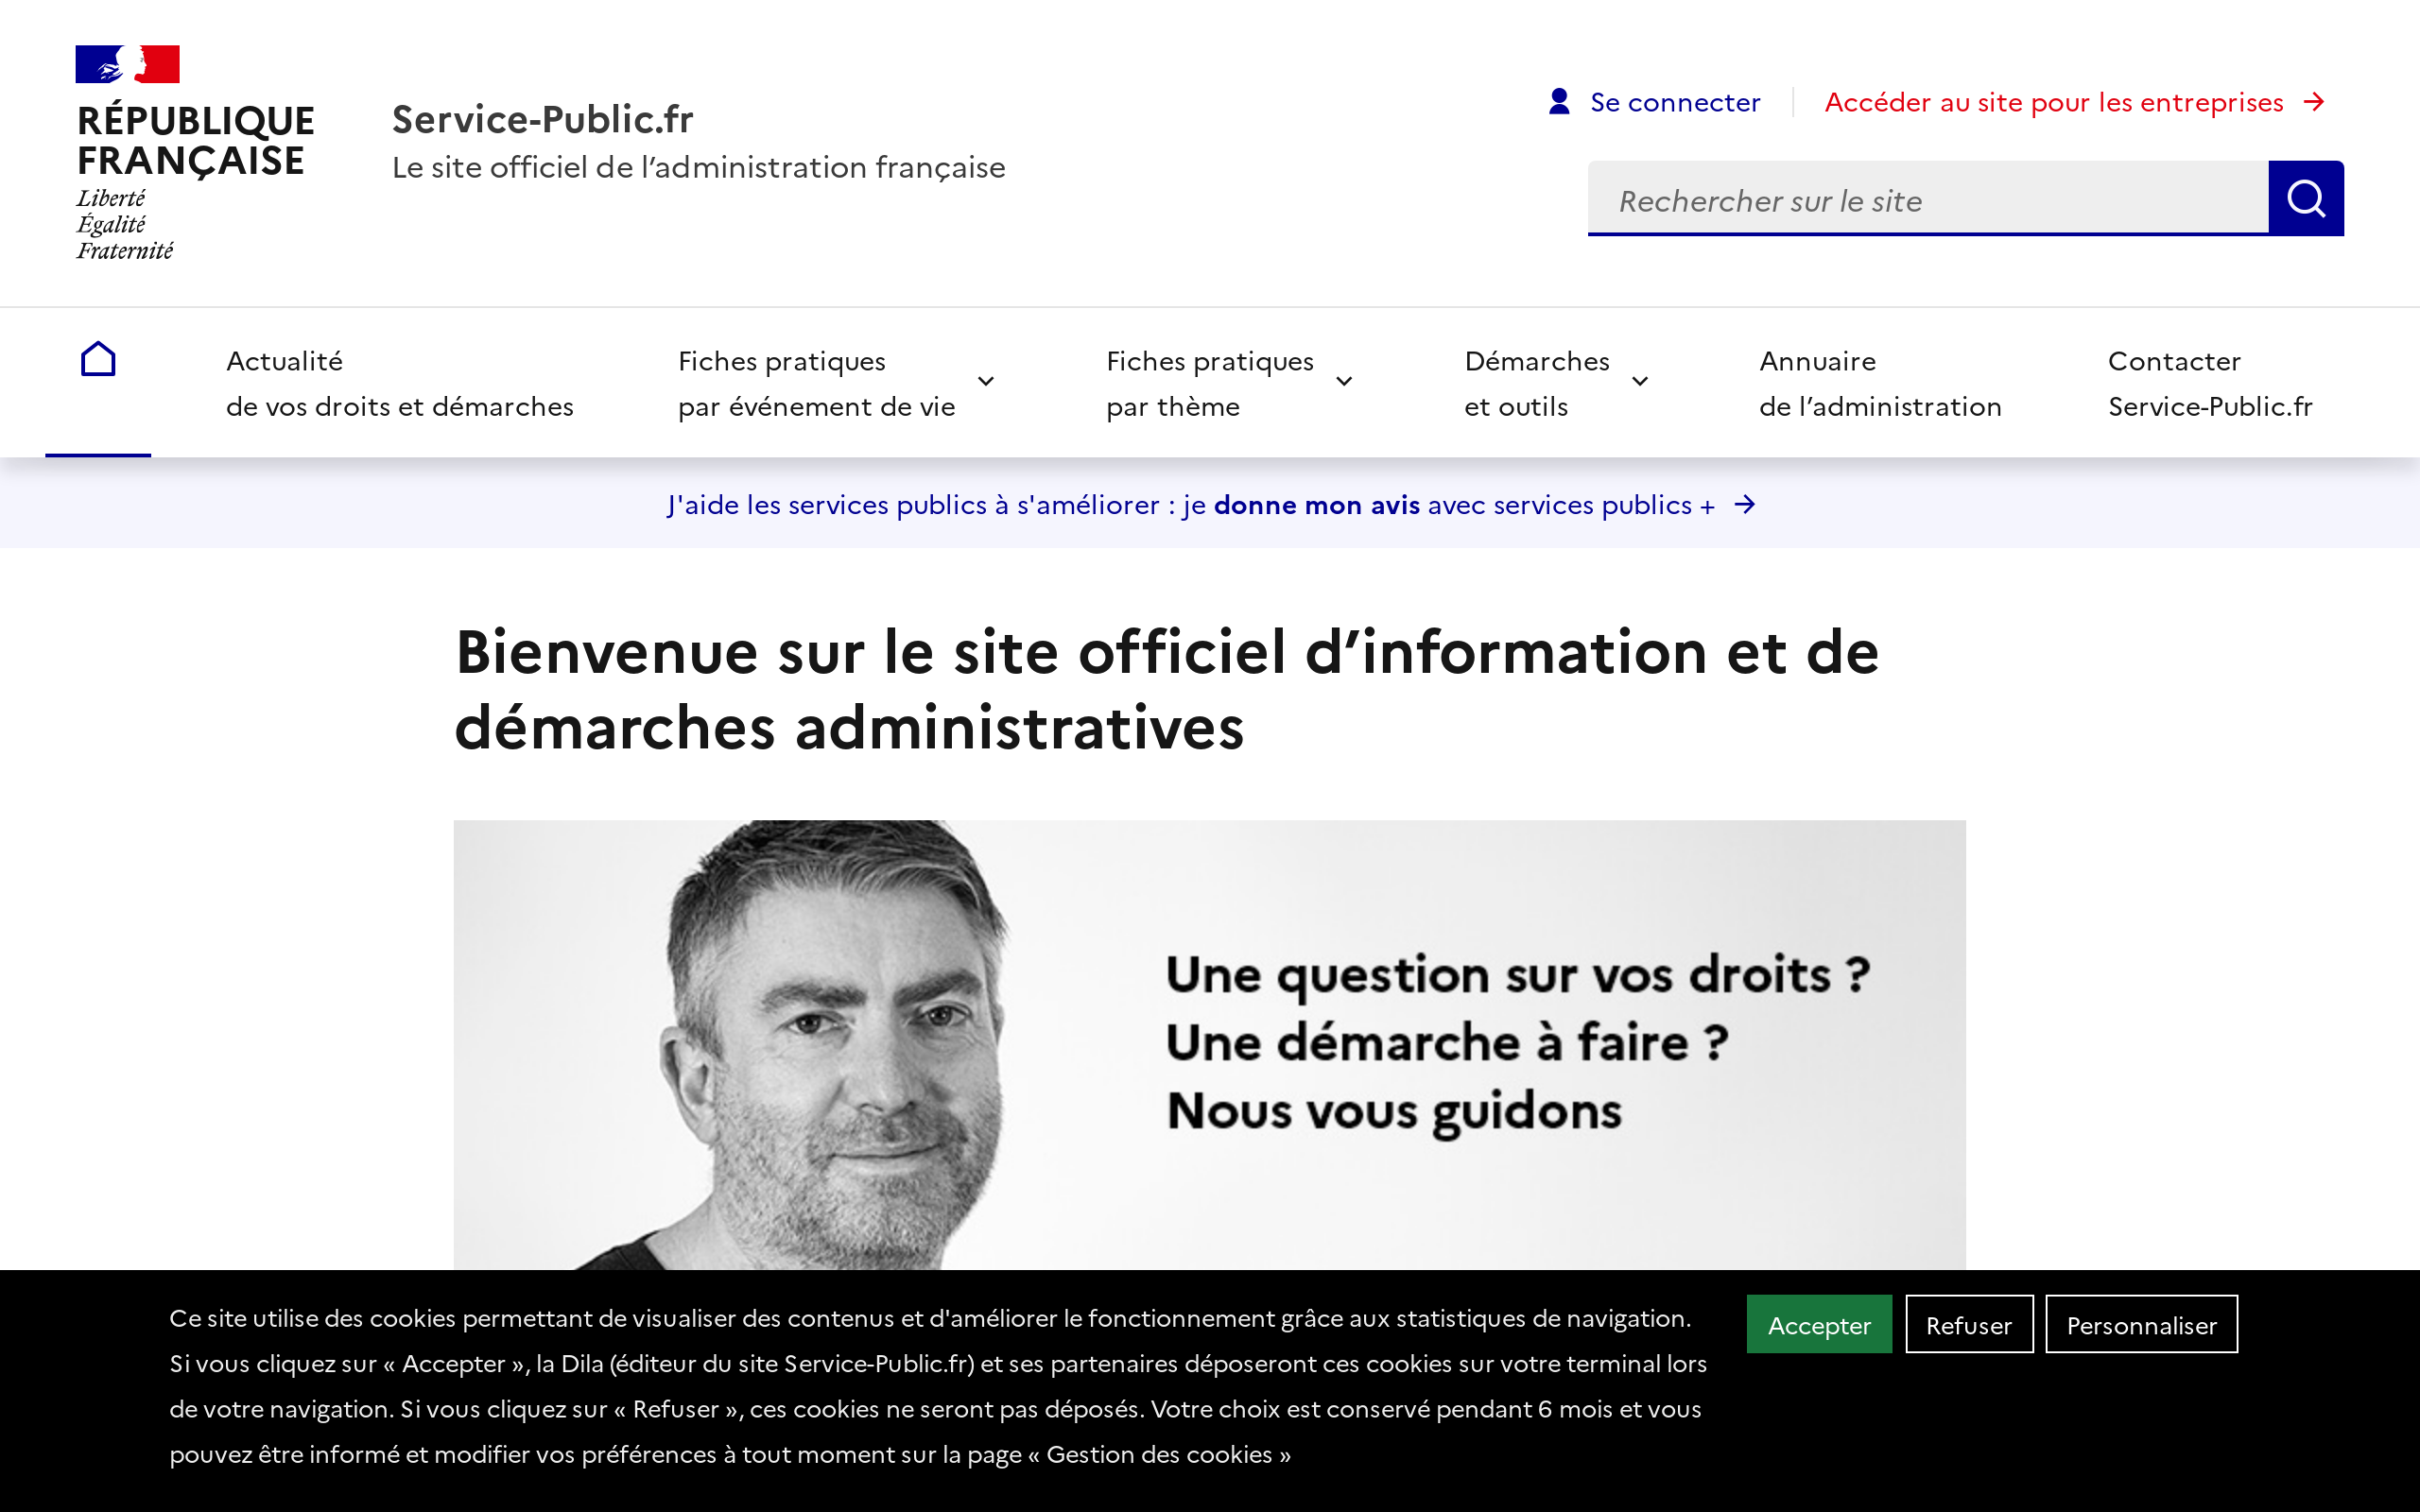 RÉPUBLIQUE
FRANÇAISE
Liberté
Égalité
Fraternité
Service-Public.fr
Le site officiel de l’administration française
Se connecter
Accéder au site pour les entreprises
Rechercher sur le site
Actualité
de vos droits et démarches
Fiches pratiques
par événement de vie
Fiches pratiques
par thème
Démarches
et outils
Annuaire
de l’administration
Contacter
Service-Public.fr
J'aide les services publics à s'améliorer : je donne mon avis avec services publics +
Bienvenue sur le site officiel d’information et de
démarches administratives
Une question sur vos droits ?
Une démarche à faire ?
Nous vous guidons
Ce site utilise des cookies permettant de visualiser des contenus et d'améliorer le fonctionnement grâce aux statistiques de navigation.
Si vous cliquez sur « Accepter », la Dila (éditeur du site Service-Public.fr) et ses partenaires déposeront ces cookies sur votre terminal lors
de votre navigation. Si vous cliquez sur « Refuser », ces cookies ne seront pas déposés. Votre choix est conservé pendant 6 mois et vous
pouvez être informé et modifier vos préférences à tout moment sur la page « Gestion des cookies »
Accepter
Refuser
Personnaliser